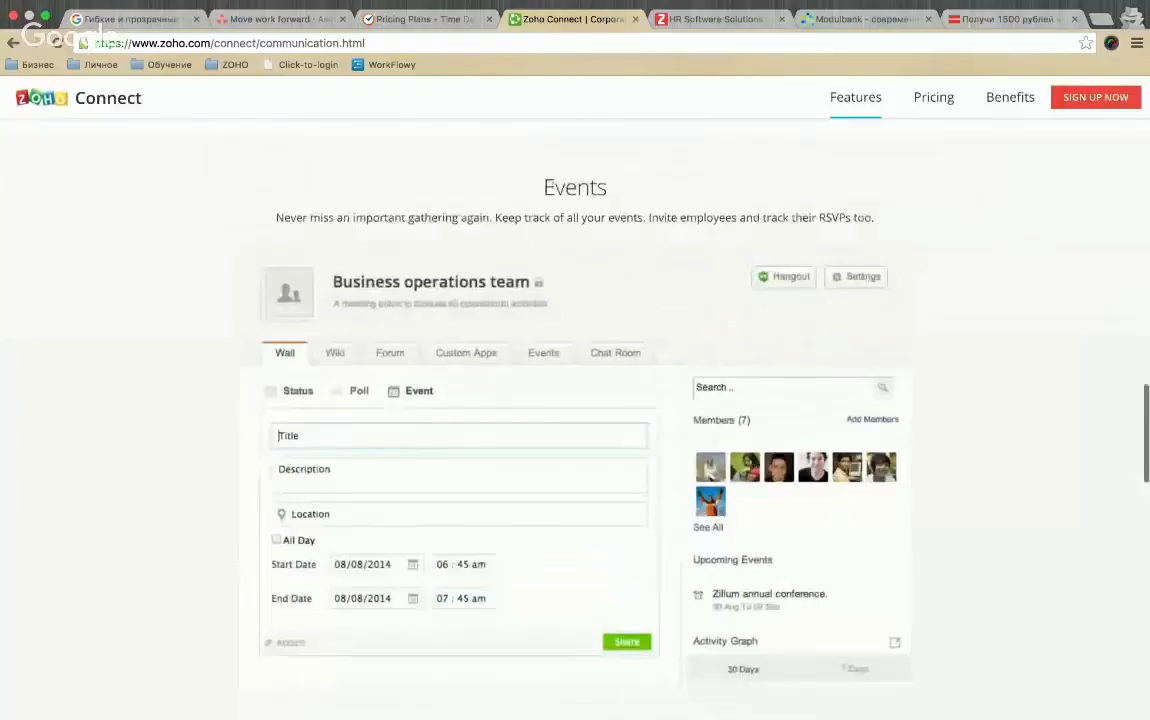 Гибкие и прозрачные
Move work forward - А
Pricing Plans - Time Do
Zoho Connect | Corpora
HR Software Solutions
Modulbank - современ
Получи 1500 рублей
Google
https://www.zoho.com/connect/communication.html
Бизнес
Личное
Обучение
ZOHO
Click-to-login
WorkFlowy
ZOHO Connect
Features
Pricing
Benefits
SIGN UP NOW
Events
Never miss an important gathering again. Keep track of all your events. Invite employees and track their RSVPs too.
Business operations team
Hangout
Settings
Wall
Wiki
Forum
Custom Apps
Events
Chat Room
Status
Poll
Event
Title
Description
Location
All Day
Start Date 08/08/2014 06 : 45 am
End Date 08/08/2014 07 : 45 am
Attach
Share
Search ..
Members (7)
Add Members
See All
Upcoming Events
Zillum annual conference.
Activity Graph
30 Days
7 Days